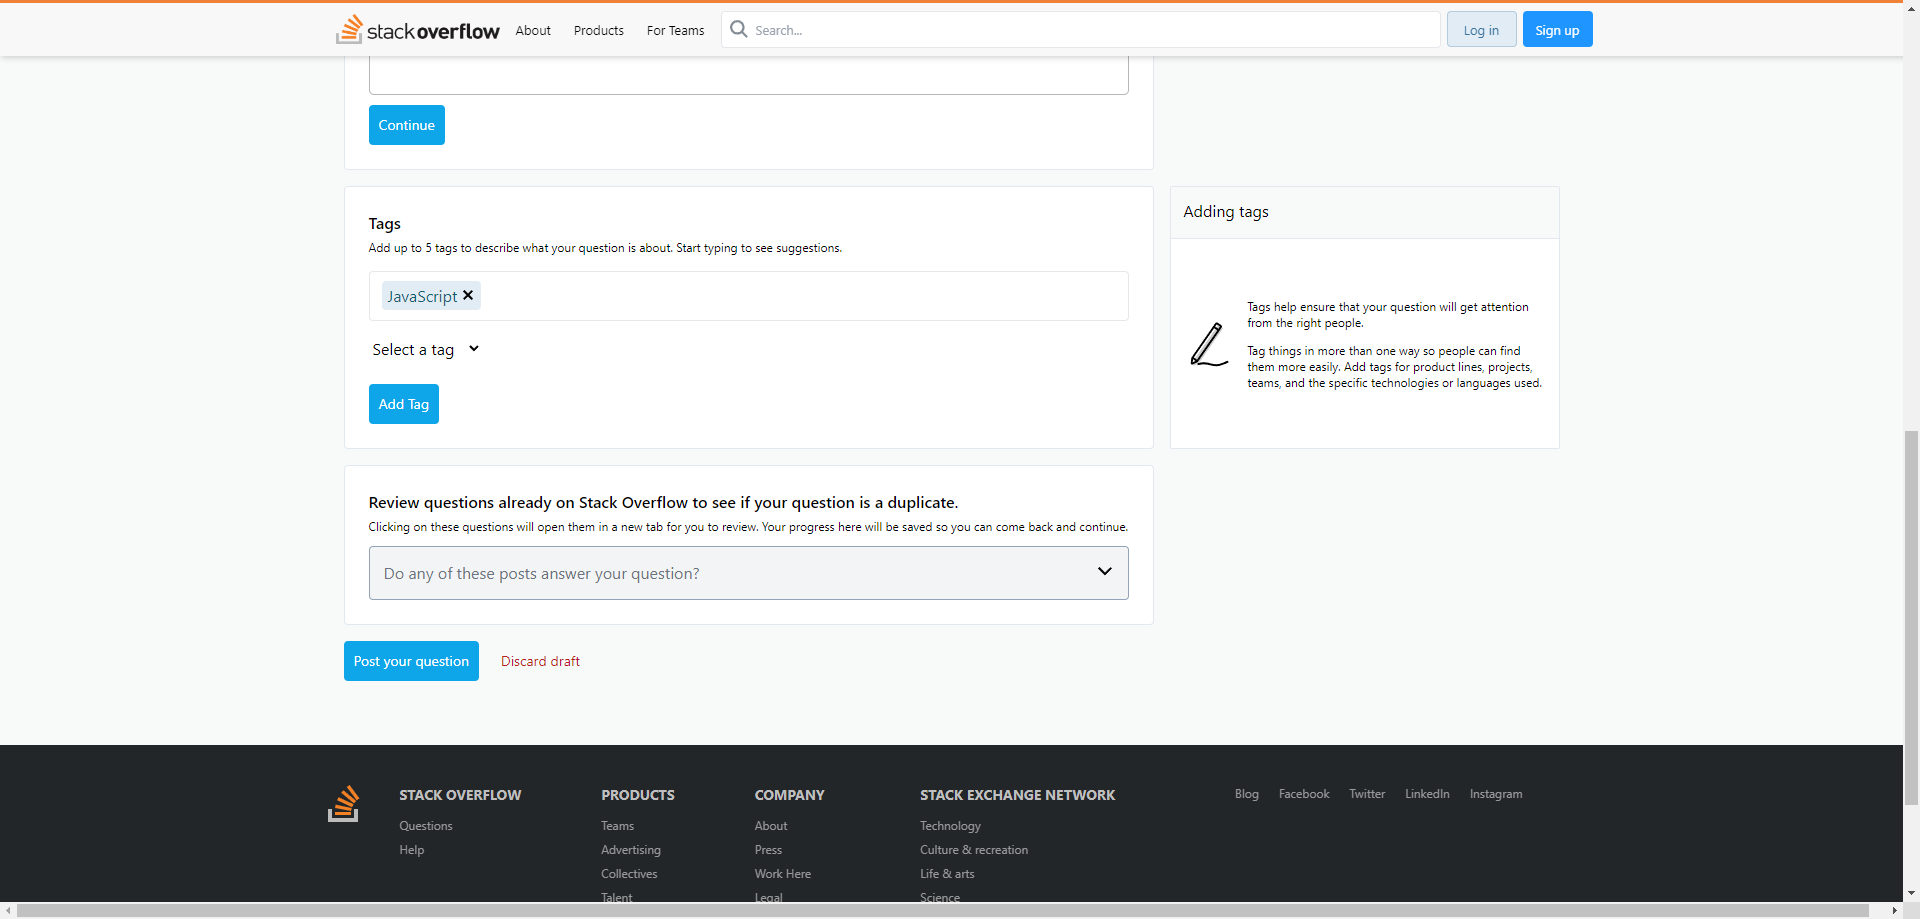 stackoverflow About Products For Teams Search... Log in Sign up
Continue
Tags
Add up to 5 tags to describe what your question is about. Start typing to see suggestions.
JavaScript
Select a tag
Add Tag
Adding tags
Tags help ensure that your question will get attention
from the right people.
Tag things in more than one way so people can find
them more easily. Add tags for product lines, projects,
teams, and the specific technologies or languages used.
Review questions already on Stack Overflow to see if your question is a duplicate.
Clicking on these questions will open them in a new tab for you to review. Your progress here will be saved so you can come back and continue.
Do any of these posts answer your question?
Post your question Discard draft
STACK OVERFLOW
Questions
Help
PRODUCTS
Teams
Advertising
Collectives
Talent
COMPANY
About
Press
Work Here
Legal
STACK EXCHANGE NETWORK
Technology
Culture & recreation
Life & arts
Science
Blog Facebook Twitter LinkedIn Instagram